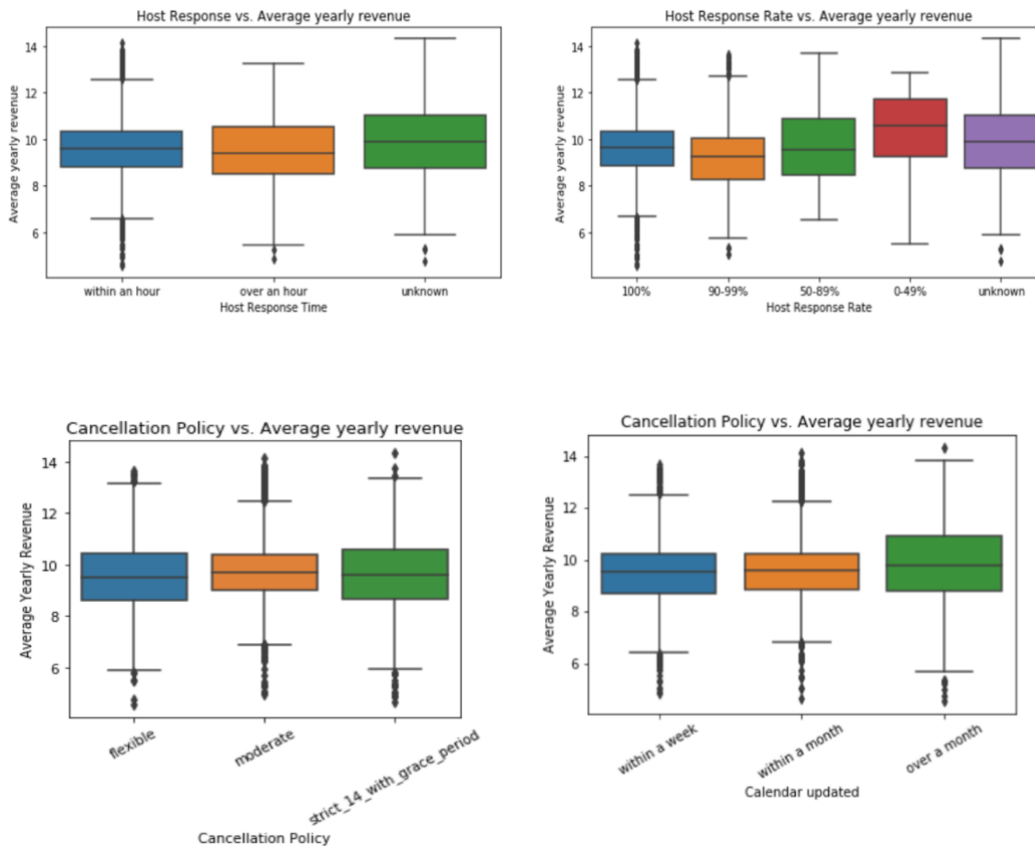 Host Response vs. Average yearly revenue
Average yearly revenue
14
12
10
8
6
within an hour
over an hour
unknown
Host Response Time
Host Response Rate vs. Average yearly revenue
Average yearly revenue
14
12
10
8
6
100%
90-99%
50-89%
0-49%
unknown
Host Response Rate
Cancellation Policy vs. Average yearly revenue
Average Yearly Revenue
14
12
10
8
6
flexible
moderate
strict_14_with_grace_period
Cancellation Policy
Cancellation Policy vs. Average yearly revenue
Average Yearly Revenue
14
12
10
8
6
within a week
within a month
over a month
Calendar updated